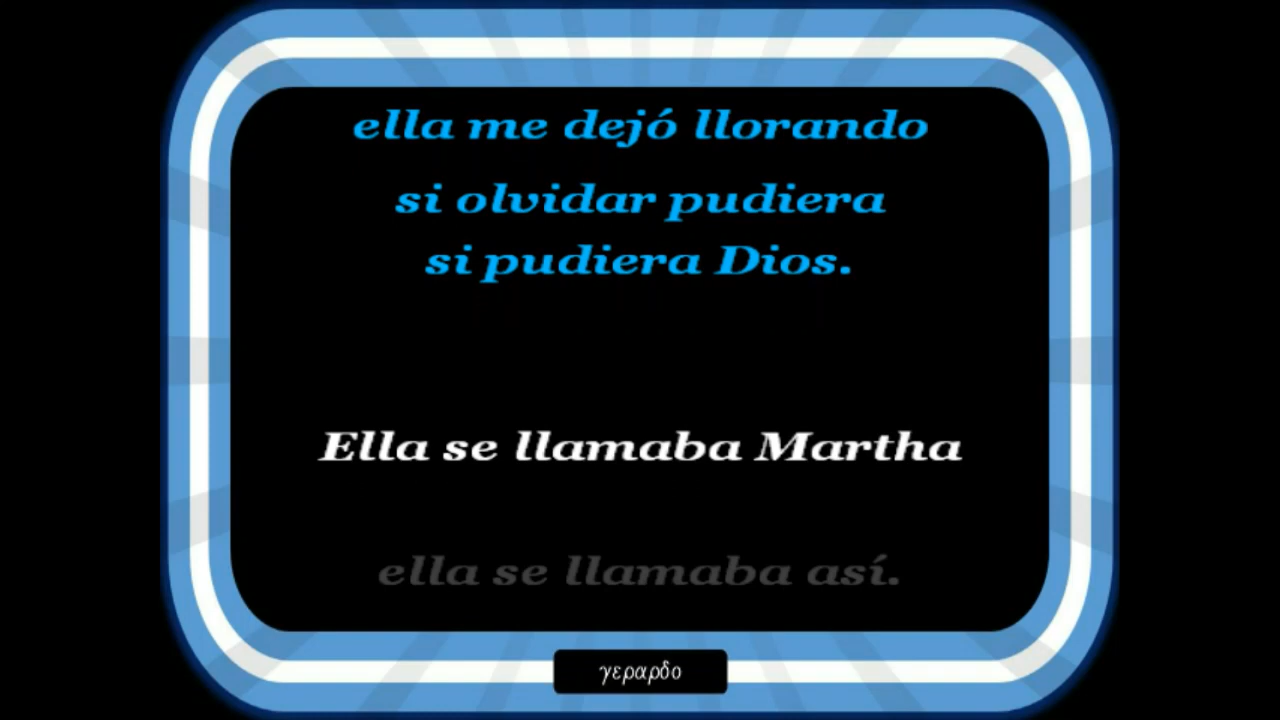 ella me dejó llorando
si olvidar pudiera
si pudiera Dios.
Ella se llamaba Martha
ella se llamaba así.
γεραρδο